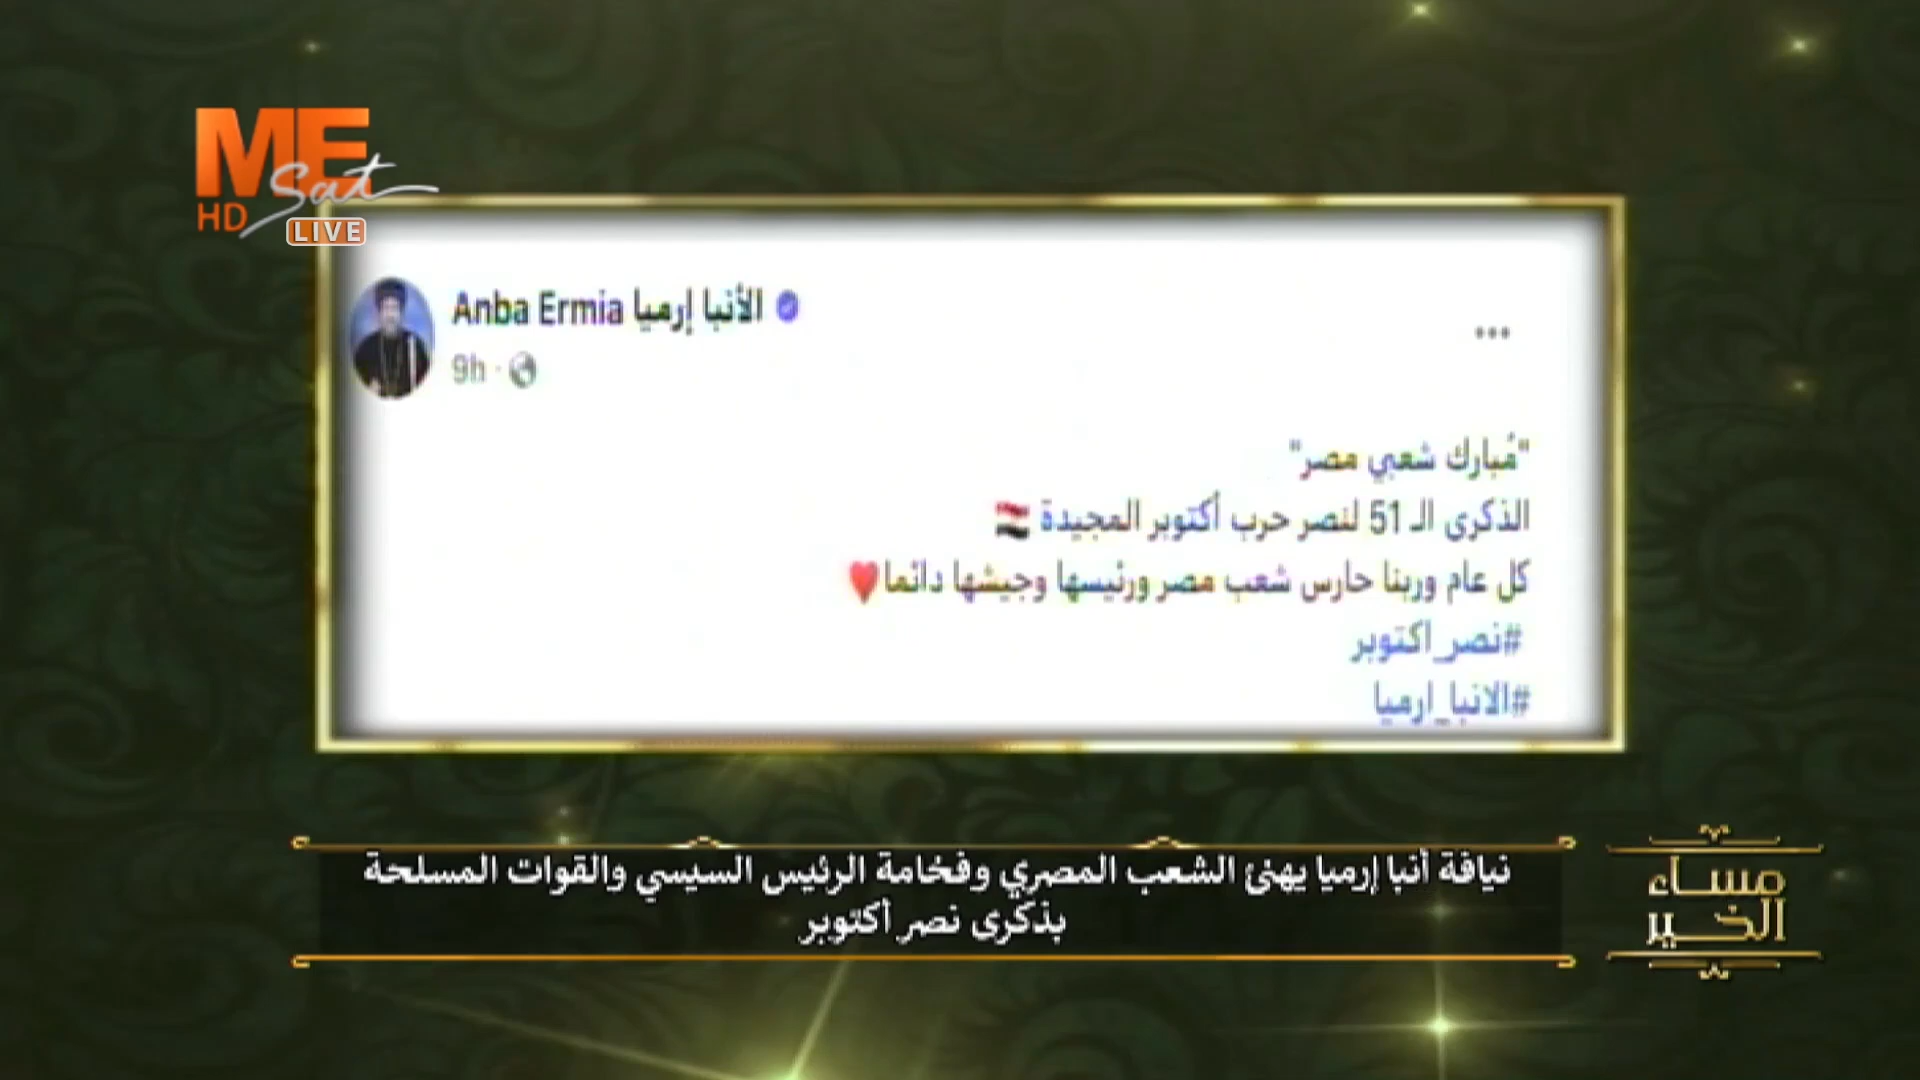 ME
Sat
HD
LIVE
Anba Ermia الأنبا إرميا
9h
"مُبارك شعبي مصر"
الذكرى الـ 51 لنصر حرب أكتوبر المجيدة
كل عام وربنا حارس شعب مصر ورئيسها وجيشها دائما
#نصر_اكتوبر
#الانبا_ارميا
نيافة أنبا إرميا يهنئ الشعب المصري وفخامة الرئيس السيسي والقوات المسلحة
بذكرى نصر أكتوبر
مساء
الخير